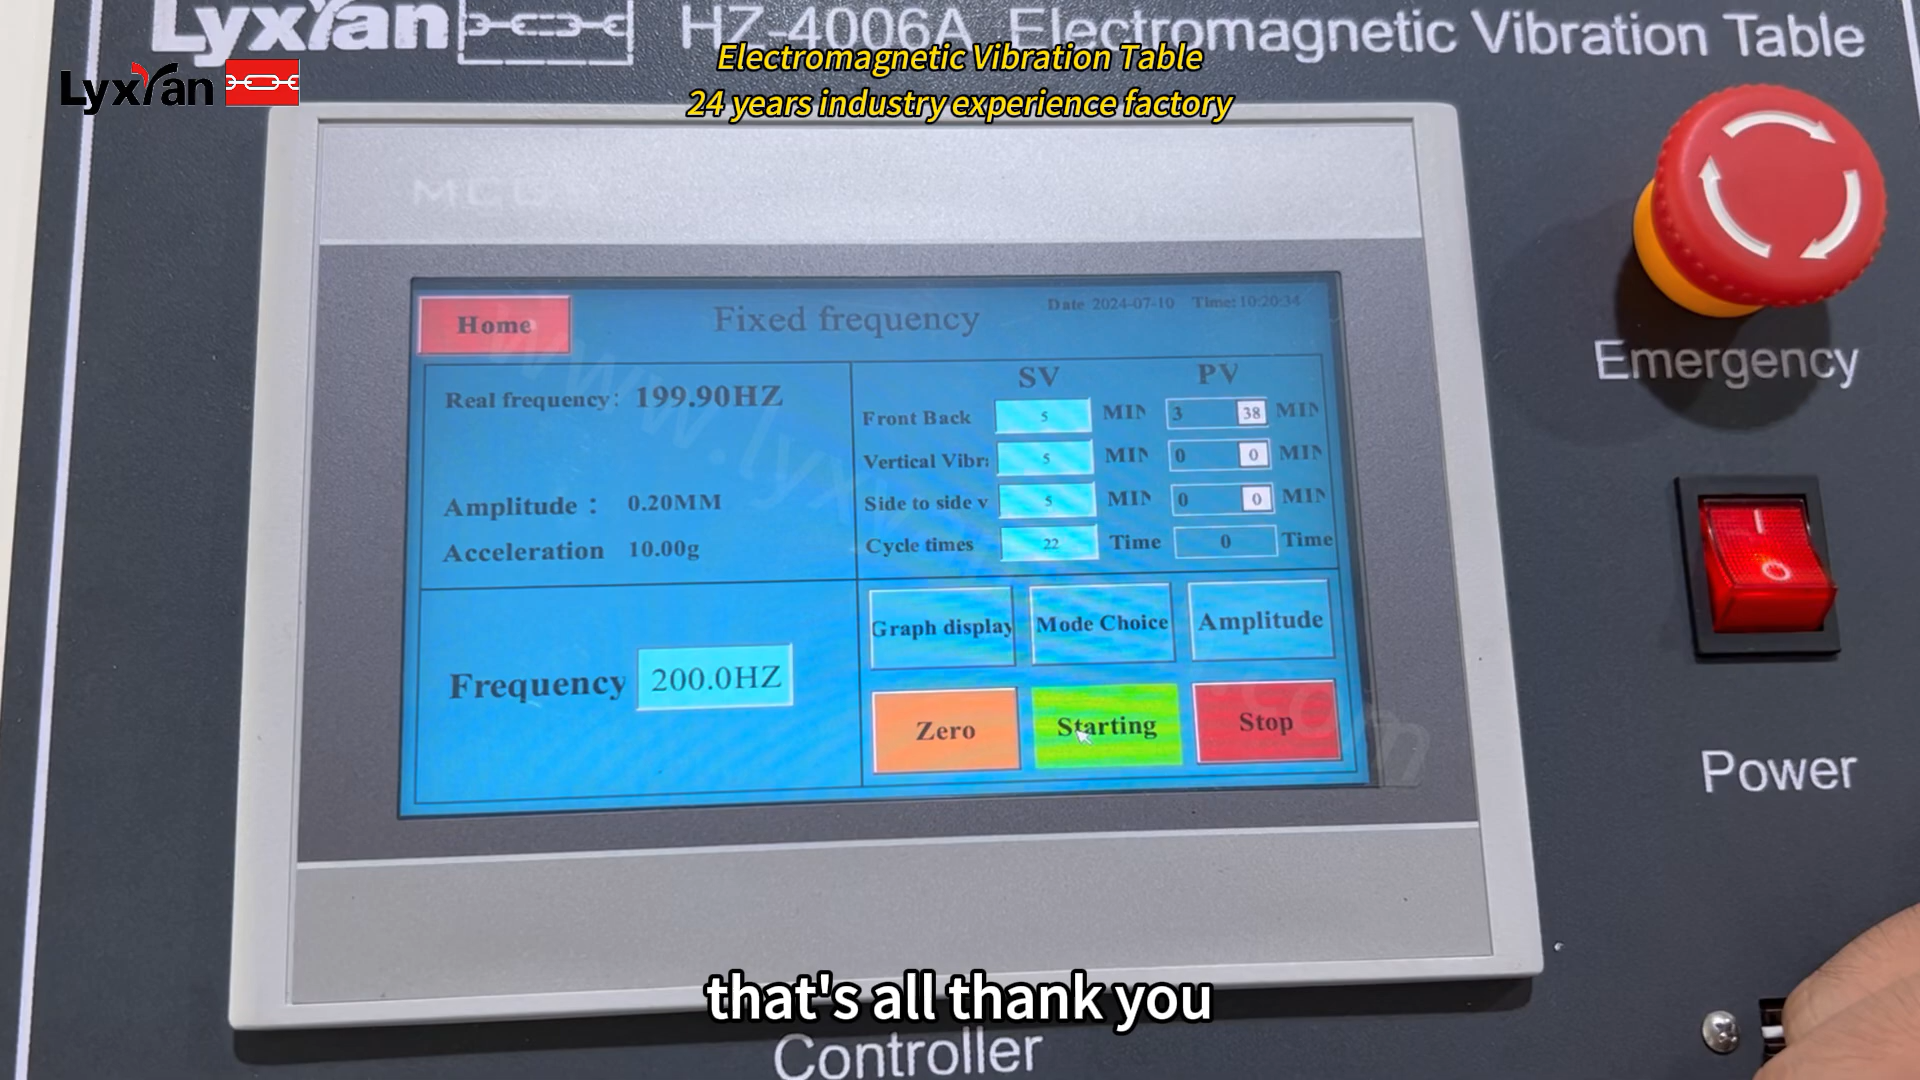 Lyxyan HZ-4006A Electromagnetic Vibration Table
Lyxyan
Electromagnetic Vibration Table
24 years industry experience factory
Home
Fixed frequency
Date 2024-07-10 Time:10:20:34
Real frequency: 199.90HZ
Amplitude : 0.20MM
Acceleration 10.00g
SV PV
Front Back 5 MIN 3 38 MIN
Vertical Vibr 5 MIN 0 0 MIN
Side to side v 5 MIN 0 0 MIN
Cycle times 22 Time 0 Time
Frequency 200.0HZ
Graph display Mode Choice Amplitude
Zero Starting Stop
Emergency
Power
that's all thank you
Controller